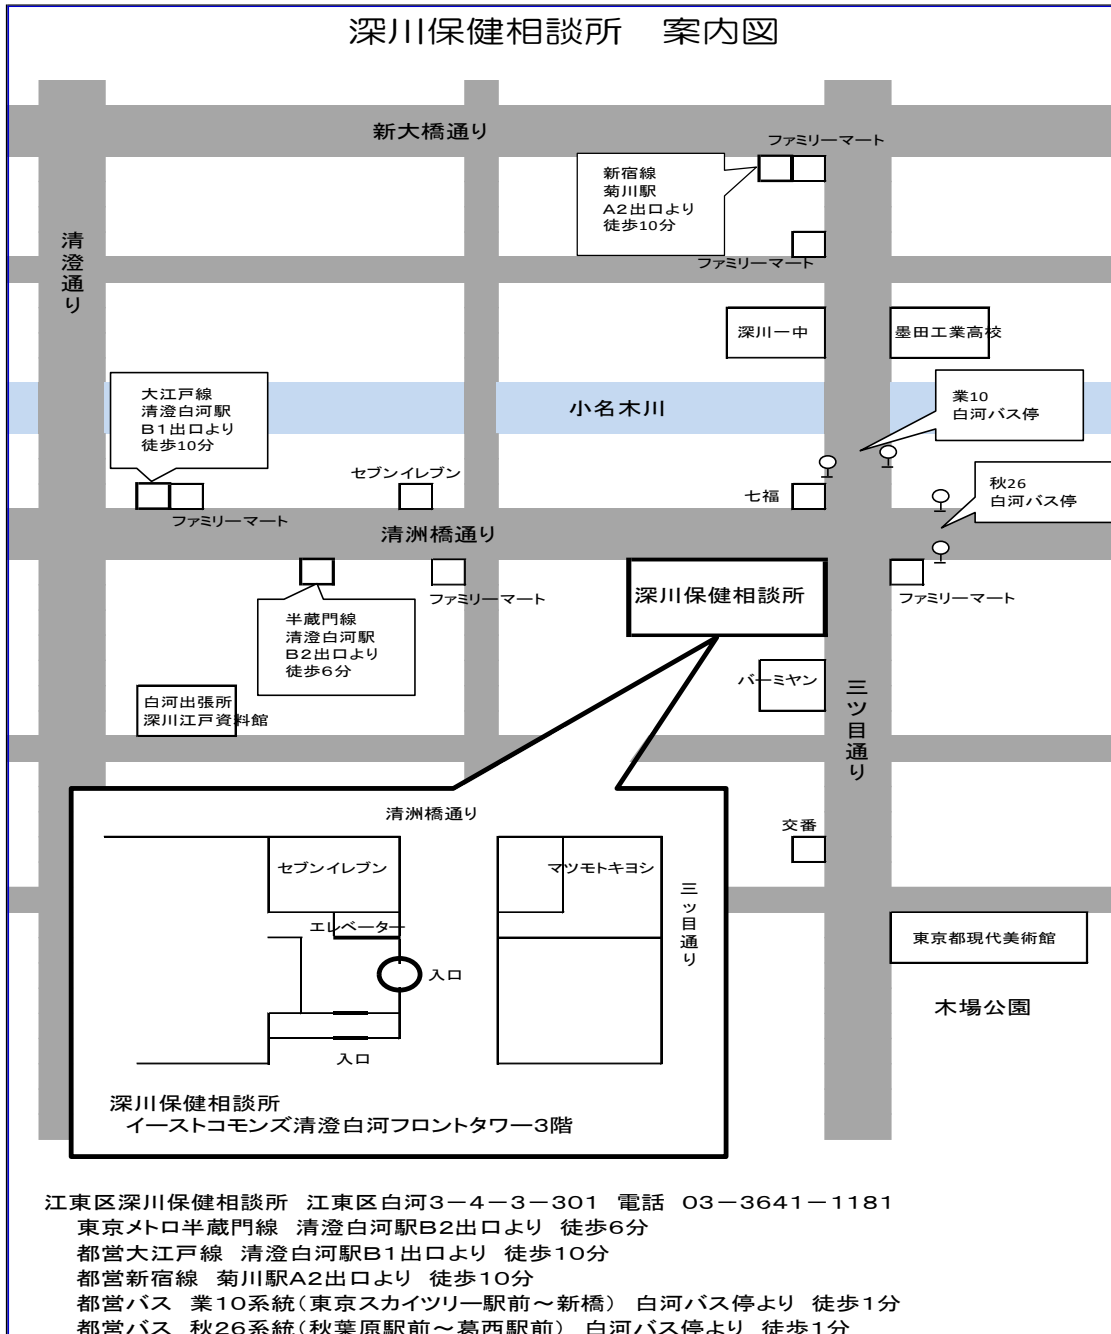 深川保健相談所　案内図
新大橋通り
ファミリーマート
新宿線
菊川駅
A2出口より
徒歩10分
清澄通り
ファミリーマート
深川一中
墨田工業高校
大江戸線
清澄白河駅
B1出口より
徒歩10分
小名木川
業10
白河バス停
セブンイレブン
七福
秋26
白河バス停
ファミリーマート
清洲橋通り
深川保健相談所
ファミリーマート
ファミリーマート
半蔵門線
清澄白河駅
B2出口より
徒歩6分
バーミヤン
三ツ目通り
白河出張所
深川江戸資料館
清洲橋通り
交番
セブンイレブン
マツモトキヨシ
三ッ目通り
エレベーター
入口
東京都現代美術館
木場公園
入口
深川保健相談所
イーストコモンズ清澄白河フロントタワー3階
江東区深川保健相談所　江東区白河3－4－3－301　電話　03－3641－1181
東京メトロ半蔵門線　清澄白河駅B2出口より　徒歩6分
都営大江戸線　清澄白河駅B1出口より　徒歩10分
都営新宿線　菊川駅A2出口より　徒歩10分
都営バス　業10系統(東京スカイツリー駅前～新橋)　白河バス停より　徒歩1分
都営バス　秋26系統(秋葉原駅前～葛西駅前)　白河バス停より　徒歩1分